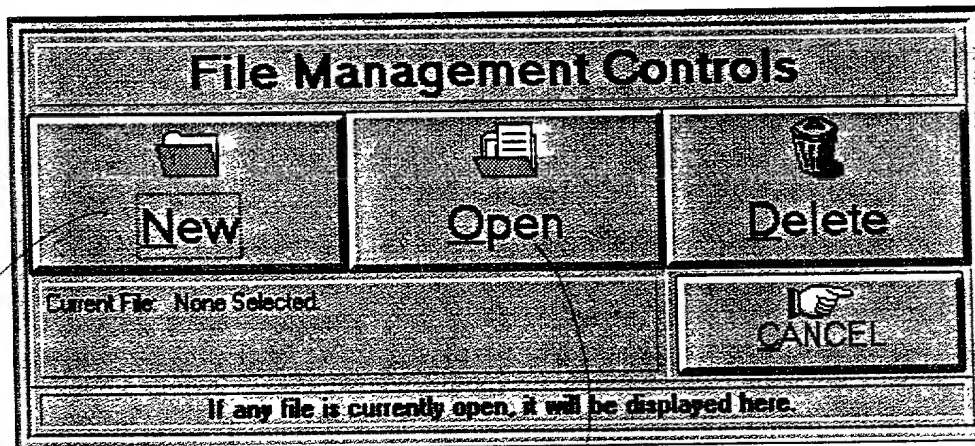 File Management Controls
New
Open
Delete
Current File: None Selected
CANCEL
If any file is currently open, it will be displayed here.